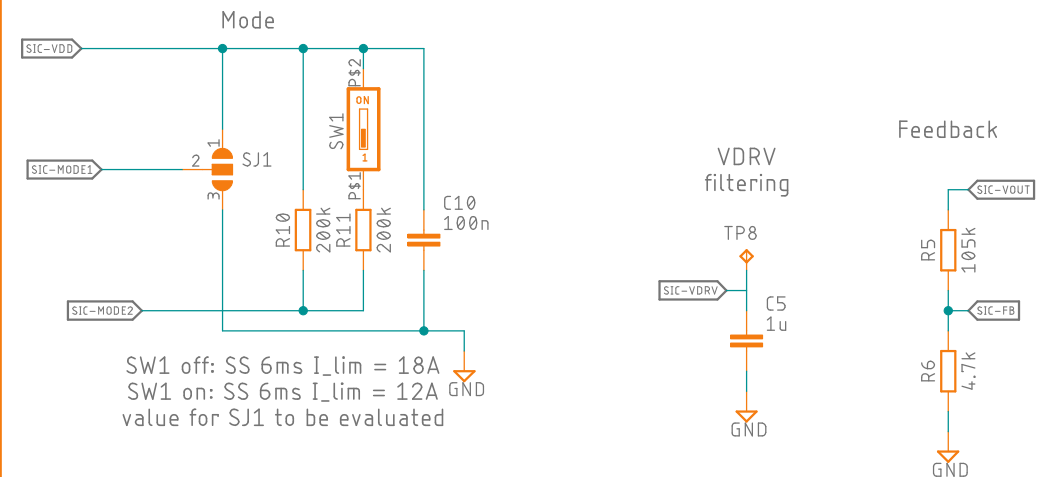 Mode
SIC-VDD
P$2
ON
SW1
1
1
2
SJ1
SIC-MODE1
3
P$1
R10
200k
R11
200k
C10
100n
SIC-MODE2
GND
SW1 off: SS 6ms I_lim = 18A
SW1 on: SS 6ms I_lim = 12A
value for SJ1 to be evaluated
VDRV
filtering
TP8
SIC-VDRV
C5
1u
GND
Feedback
SIC-VOUT
R5
105k
SIC-FB
R6
4.7k
GND